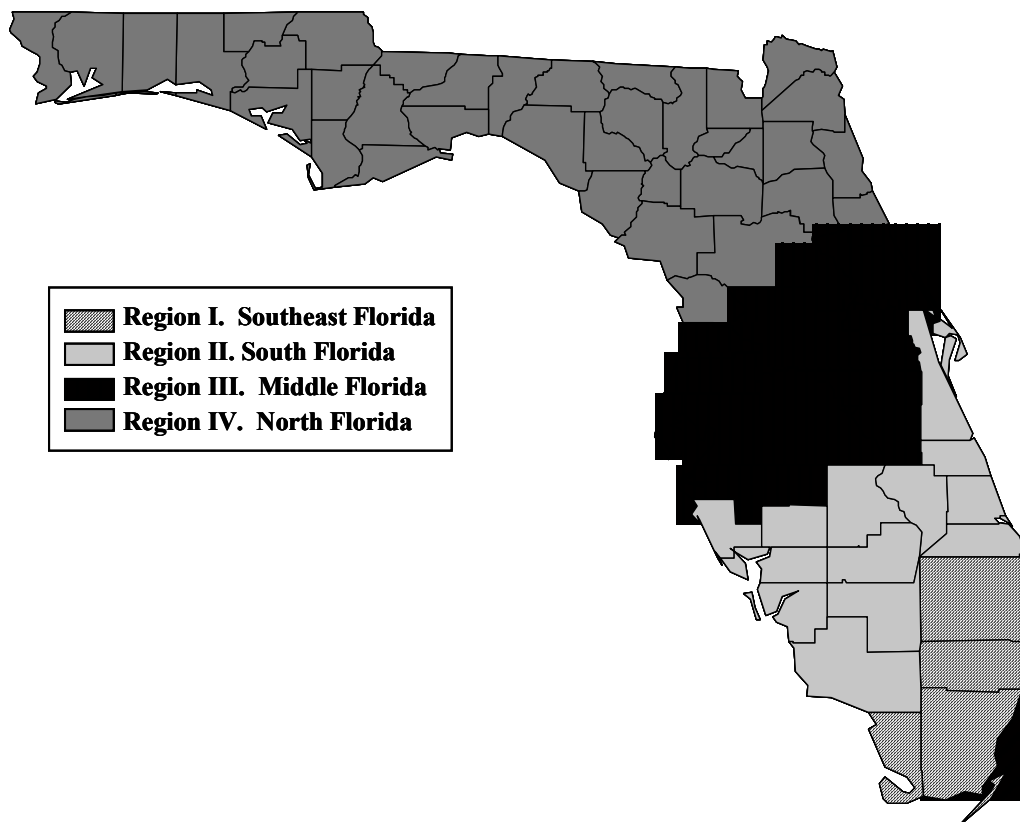 Region I. Southeast Florida
Region II. South Florida
Region III. Middle Florida
Region IV. North Florida